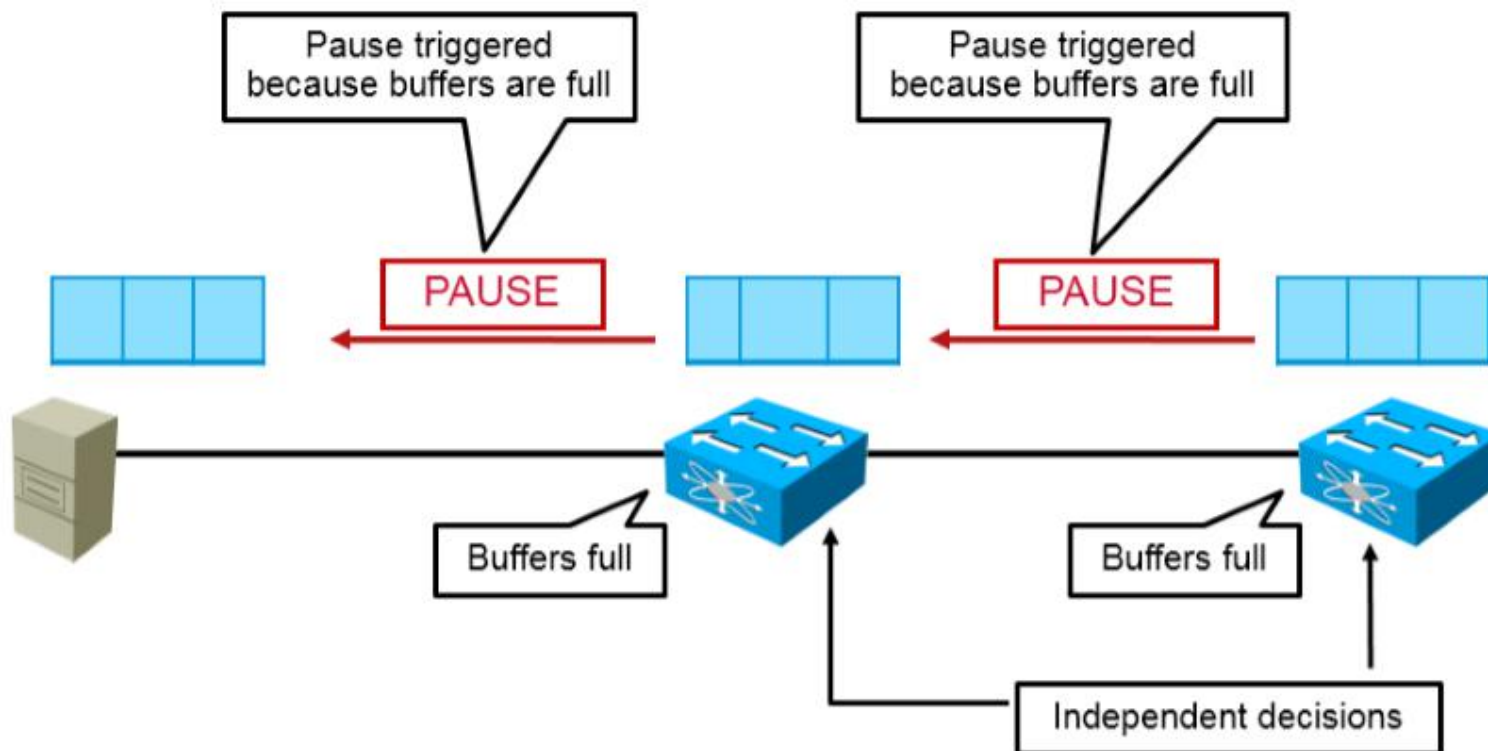 Pause triggered
because buffers are full
Pause triggered
because buffers are full
PAUSE
PAUSE
Buffers full
Buffers full
Independent decisions